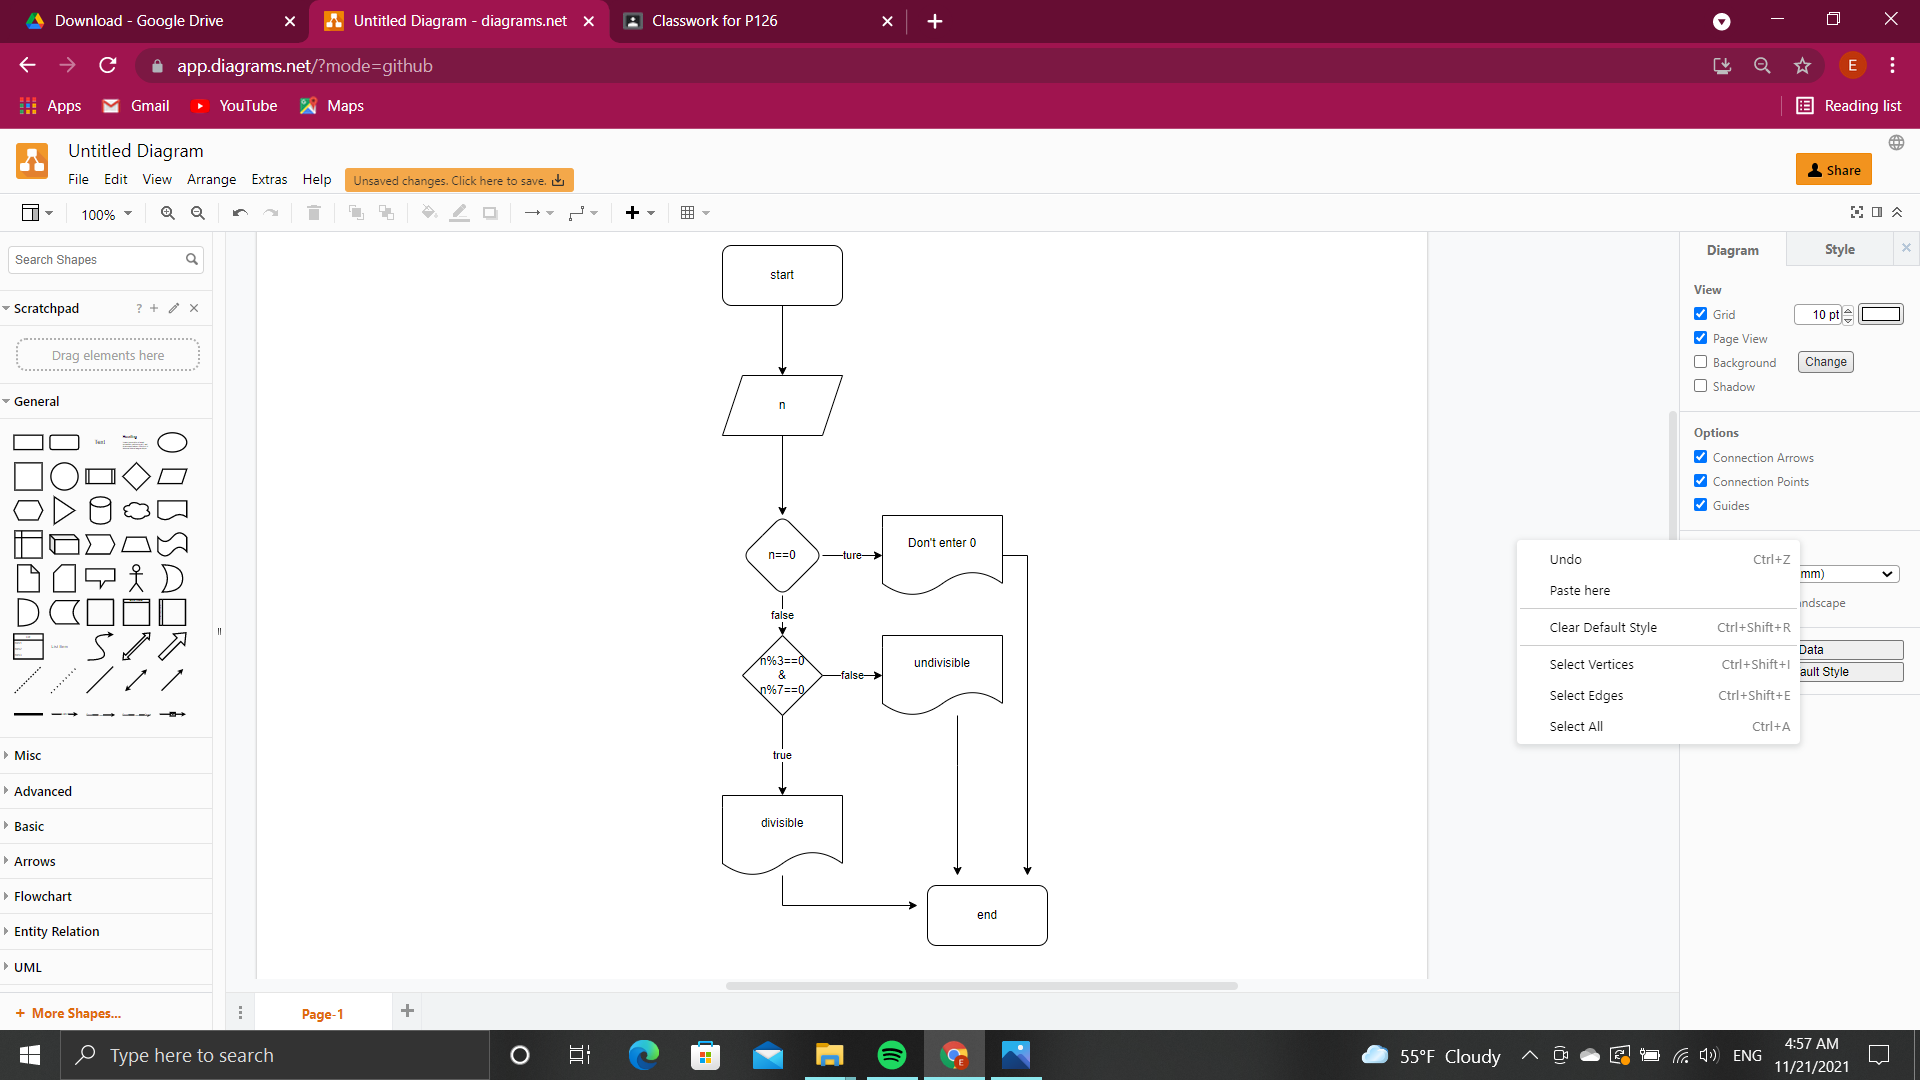 Download - Google Drive
Untitled Diagram - diagrams.net
Classwork for P126
app.diagrams.net/?mode=github
E
Apps
Gmail
YouTube
Maps
Reading list
Untitled Diagram
File Edit View Arrange Extras Help
Unsaved changes. Click here to save.
Share
100%
Search Shapes
Scratchpad
?
Drag elements here
General
Text
Heading
List Item
Misc
Advanced
Basic
Arrows
Flowchart
Entity Relation
UML
+ More Shapes...
start
n
n==0
ture
Don't enter 0
false
n%3==0
&
n%7==0
false
undivisible
true
divisible
end
Page-1
Diagram
Style
View
Grid
10 pt
Page View
Background
Change
Shadow
Options
Connection Arrows
Connection Points
Guides
mm)
ndscape
Data
ault Style
Undo Ctrl+Z
Paste here
Clear Default Style Ctrl+Shift+R
Select Vertices Ctrl+Shift+I
Select Edges Ctrl+Shift+E
Select All Ctrl+A
Type here to search
E
55°F Cloudy
ENG
4:57 AM
11/21/2021